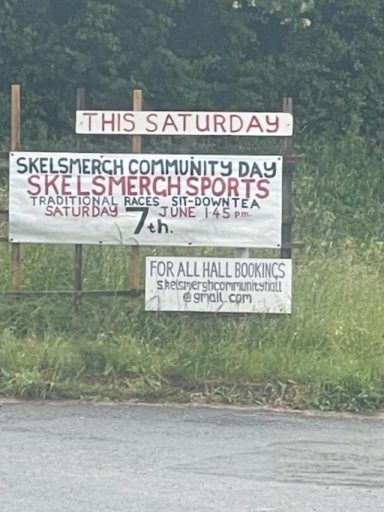 THIS SATURDAY
SKELSMERGH COMMUNITY DAY
SKELSMERGH SPORTS
TRADITIONAL RACES SIT-DOWN TEA
SATURDAY 7th. JUNE 1.45 pm.
FOR ALL HALL BOOKINGS
skelsmerghcommunityhall
@gmail.com